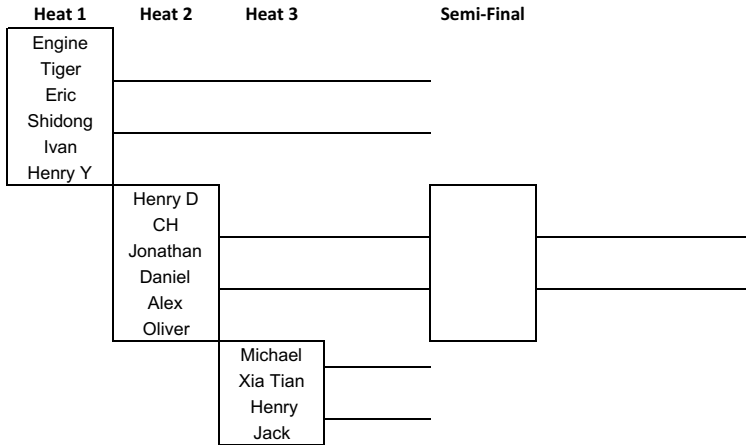 Heat 1 Heat 2 Heat 3 Semi-Final
Engine
Tiger
Eric
Shidong
Ivan
Henry Y
Henry D
CH
Jonathan
Daniel
Alex
Oliver
Michael
Xia Tian
Henry
Jack